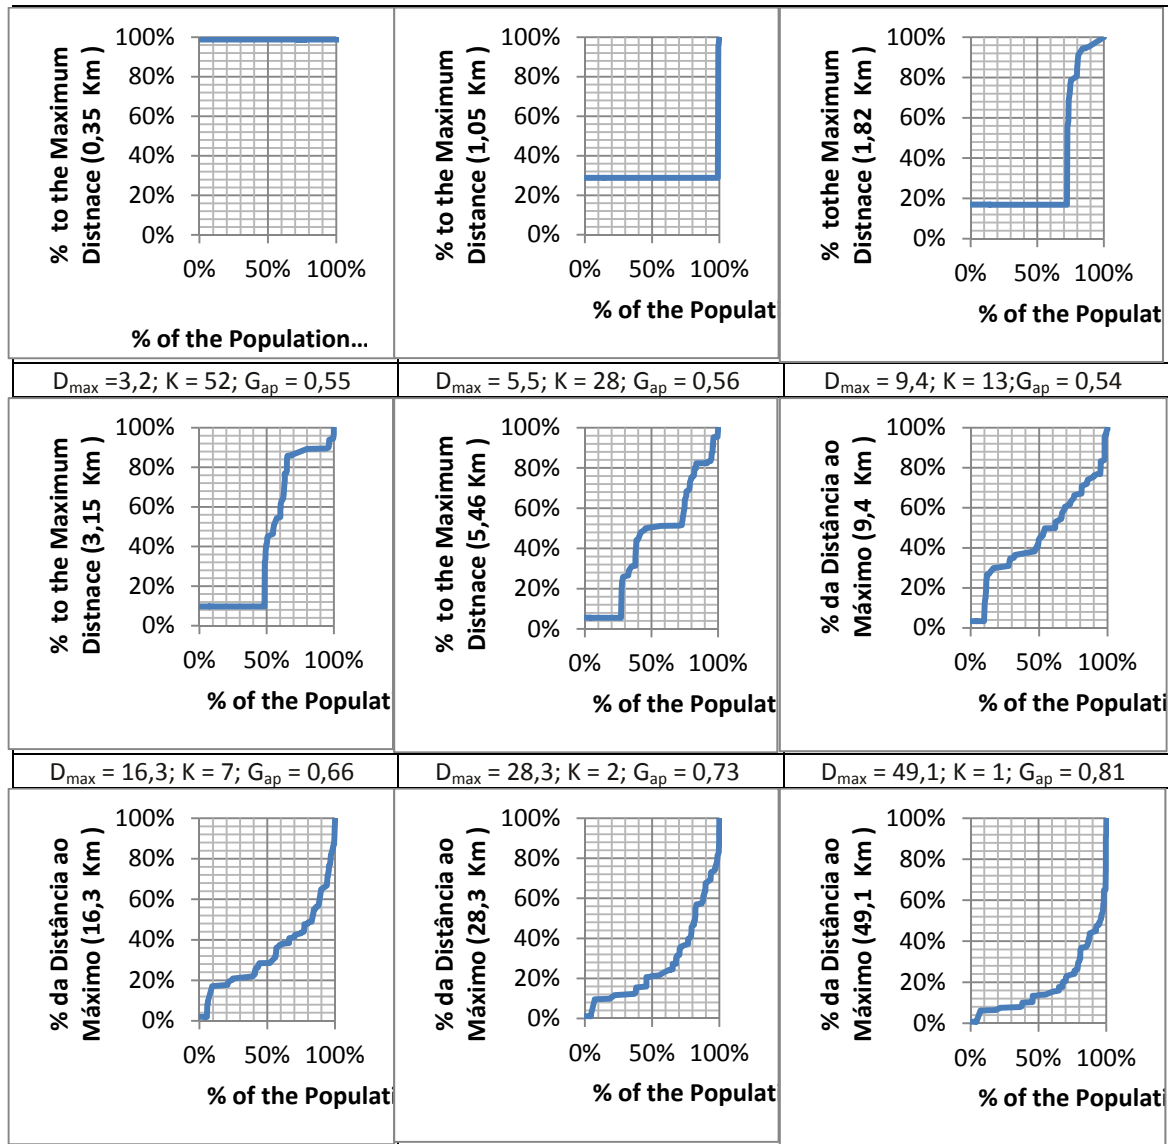 % to the Maximum
Distnace (0,35 Km )
100%
80%
60%
40%
20%
0%
0% 50% 100%
% of the Population...
% to the Maximum
Distance (1,05 Km )
100%
80%
60%
40%
20%
0%
0% 50% 100%
% of the Populat
% tothe Maximum
Distnace (1,82 Km )
100%
80%
60%
40%
20%
0%
0% 50% 100%
% of the Populat
Dmax =3,2; K = 52; Gap = 0,55
Dmax = 5,5; K = 28; Gap = 0,56
Dmax = 9,4; K = 13;Gap = 0,54
% to the Maximum
Distnace (3,15 Km )
100%
80%
60%
40%
20%
0%
0% 50% 100%
% of the Populat
% to the Maximum
Distnace (5,46 Km )
100%
80%
60%
40%
20%
0%
0% 50% 100%
% of the Populat
% da Distância ao
Máximo (9,4 Km )
100%
80%
60%
40%
20%
0%
0% 50% 100%
% of the Populati
Dmax = 16,3; K = 7; Gap = 0,66
Dmax = 28,3; K = 2; Gap = 0,73
Dmax = 49,1; K = 1; Gap = 0,81
% da Distância ao
Máximo (16,3 Km )
100%
80%
60%
40%
20%
0%
0% 50% 100%
% of the Populati
% da Distância ao
Máximo (28,3 Km )
100%
80%
60%
40%
20%
0%
0% 50% 100%
% of the Populat
% da Distância ao
Máximo (49,1 Km )
100%
80%
60%
40%
20%
0%
0% 50% 100%
% of the Populati